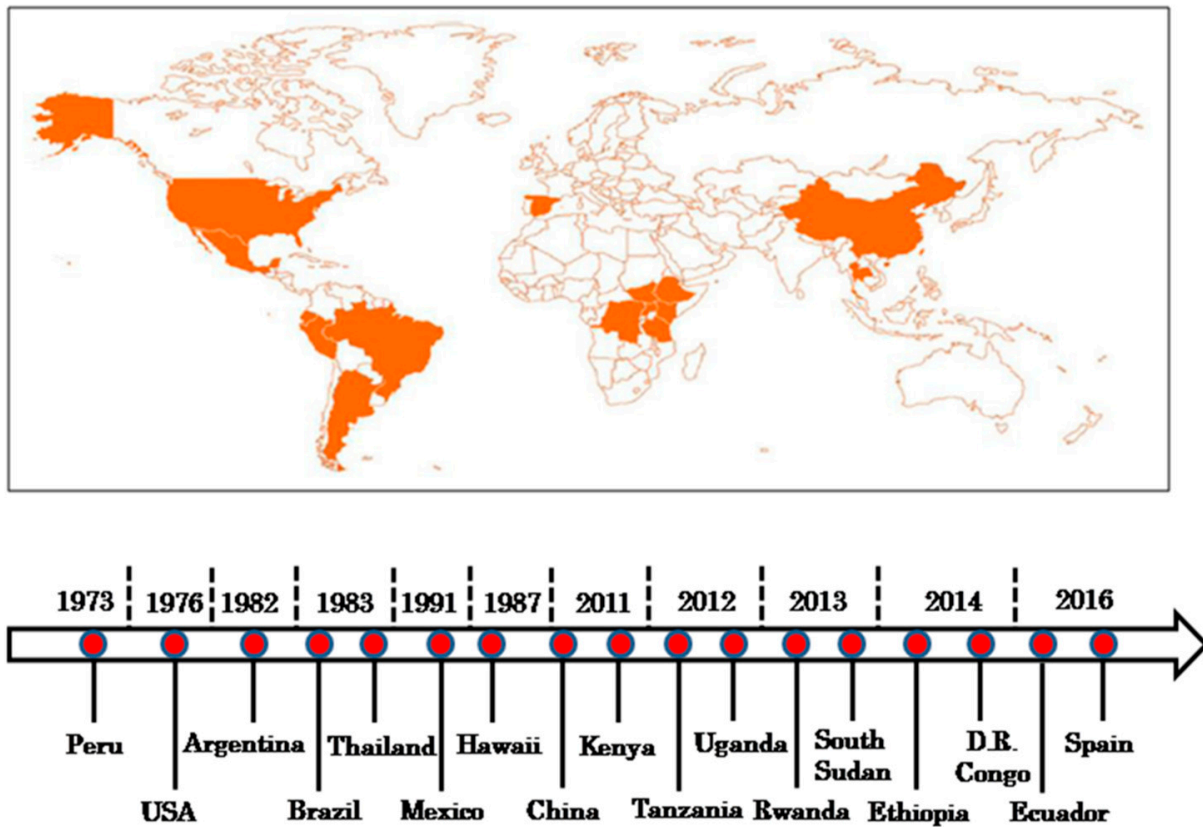 1973 1976 1982 1983 1991 1987 2011 2012 2013 2014 2016
Peru Argentina Thailand Hawaii Kenya Uganda South Sudan D.R. Congo Spain
USA Brazil Mexico China Tanzania Rwanda Ethiopia Ecuador